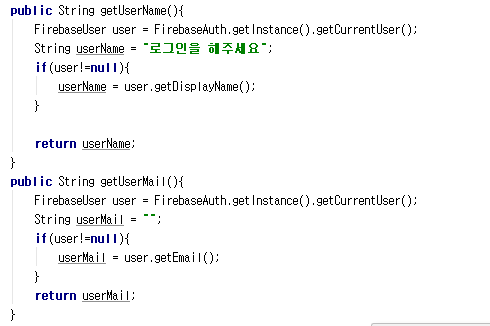 public String getUserName(){
FirebaseUser user = FirebaseAuth.getInstance().getCurrentUser();
String userName = "로그인을 해주세요";
if(user!=null){
userName = user.getDisplayName();
}
return userName;
}
public String getUserMail(){
FirebaseUser user = FirebaseAuth.getInstance().getCurrentUser();
String userMail = "";
if(user!=null){
userMail = user.getEmail();
}
return userMail;
}